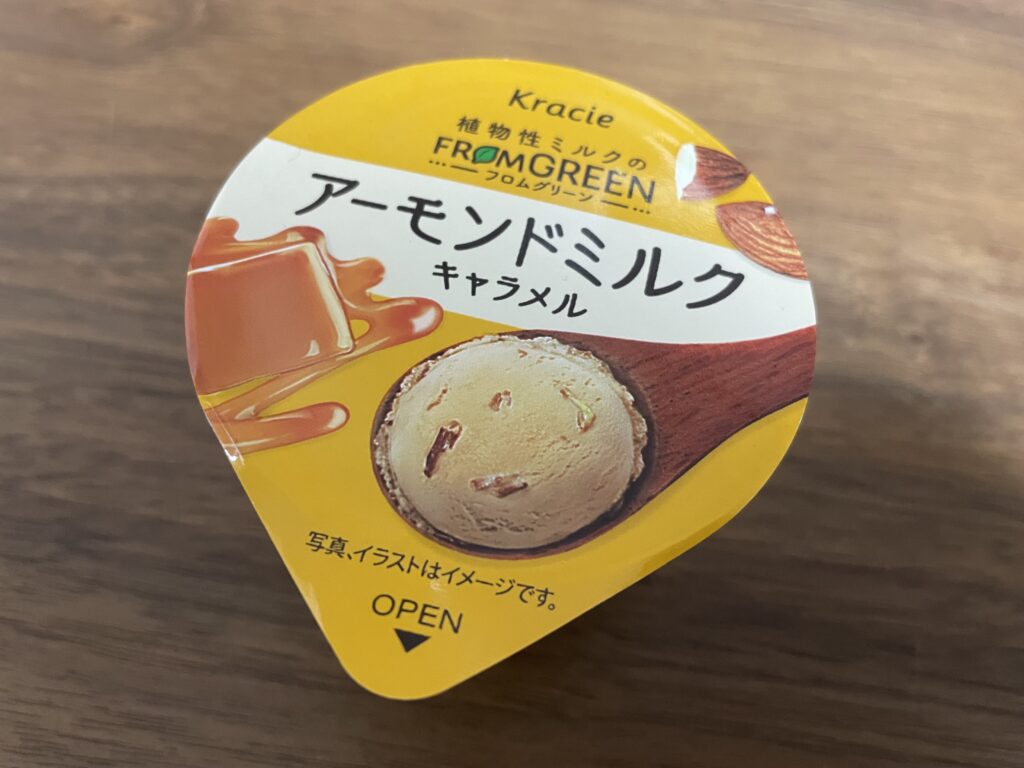 Kracie
植物性ミルクの
FROMGREEN
フロムグリーン
アーモンドミルク
キャラメル
写真、イラストはイメージです。
OPEN